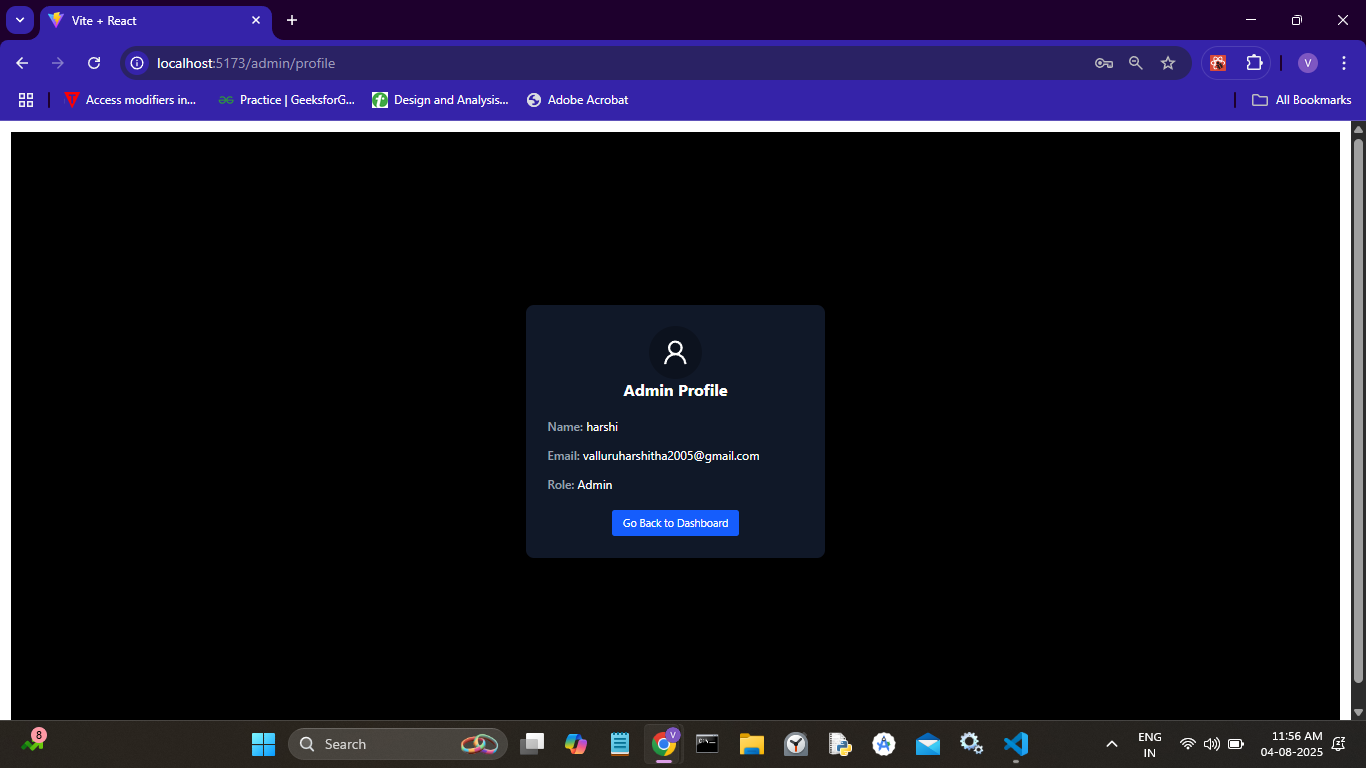 Vite + React
localhost:5173/admin/profile
V
Access modifiers in...
Practice | GeeksforG...
Design and Analysis...
Adobe Acrobat
All Bookmarks
Admin Profile
Name: harshi
Email: valluruharshitha2005@gmail.com
Role: Admin
Go Back to Dashboard
8
Search
V
ENG
IN
11:56 AM
04-08-2025